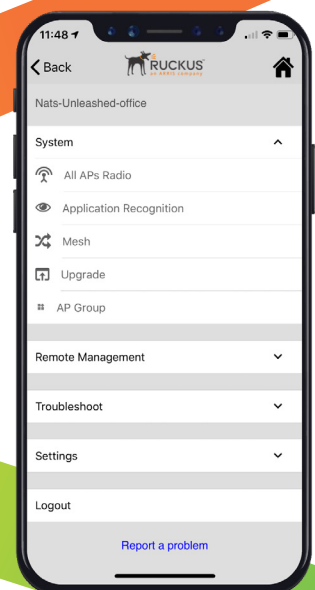 11:48
Back
RUCKUS
an ARRIS company
Nats-Unleashed-office
System
All APs Radio
Application Recognition
Mesh
Upgrade
AP Group
Remote Management
Troubleshoot
Settings
Logout
Report a problem